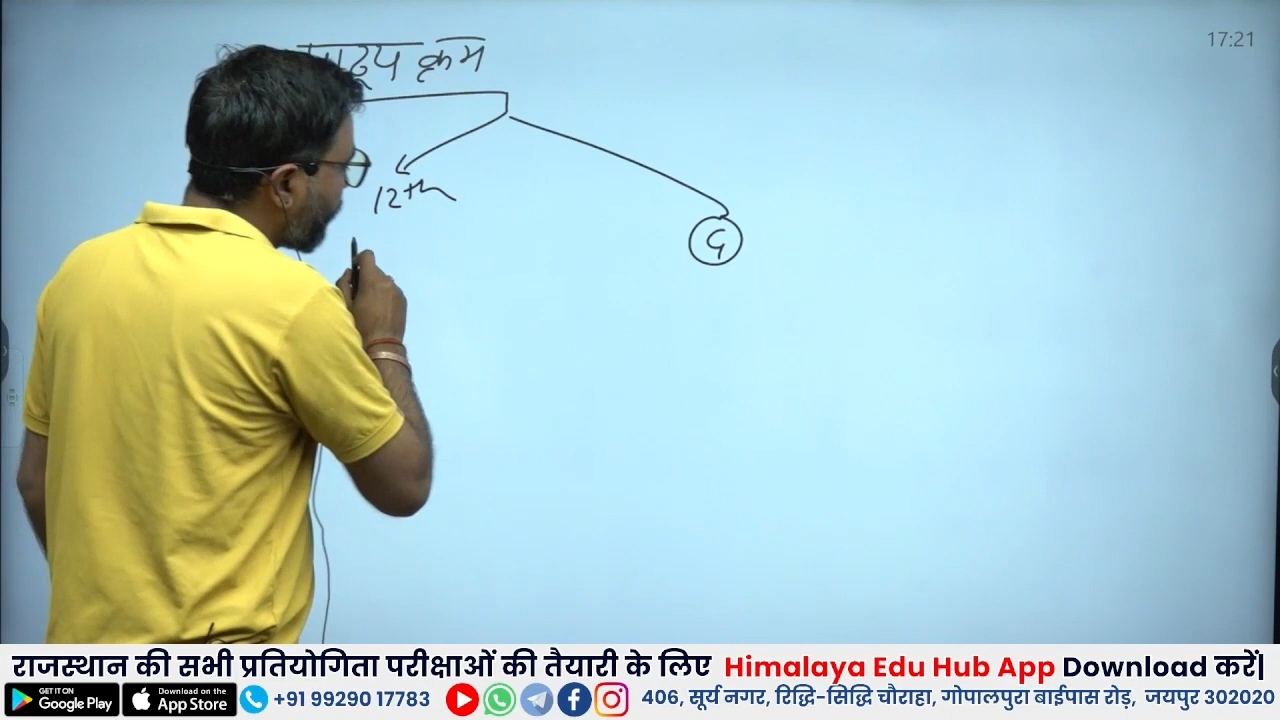 17:21
क्रम
12th
G
राजस्थान की सभी प्रतियोगिता परीक्षाओं की तैयारी के लिए Himalaya Edu Hub App Download करें|
GET IT ON Google Play Download on the App Store +91 99290 17783 406, सूर्य नगर, रिद्धि-सिद्धि चौराहा, गोपालपुरा बाईपास रोड़, जयपुर 302020